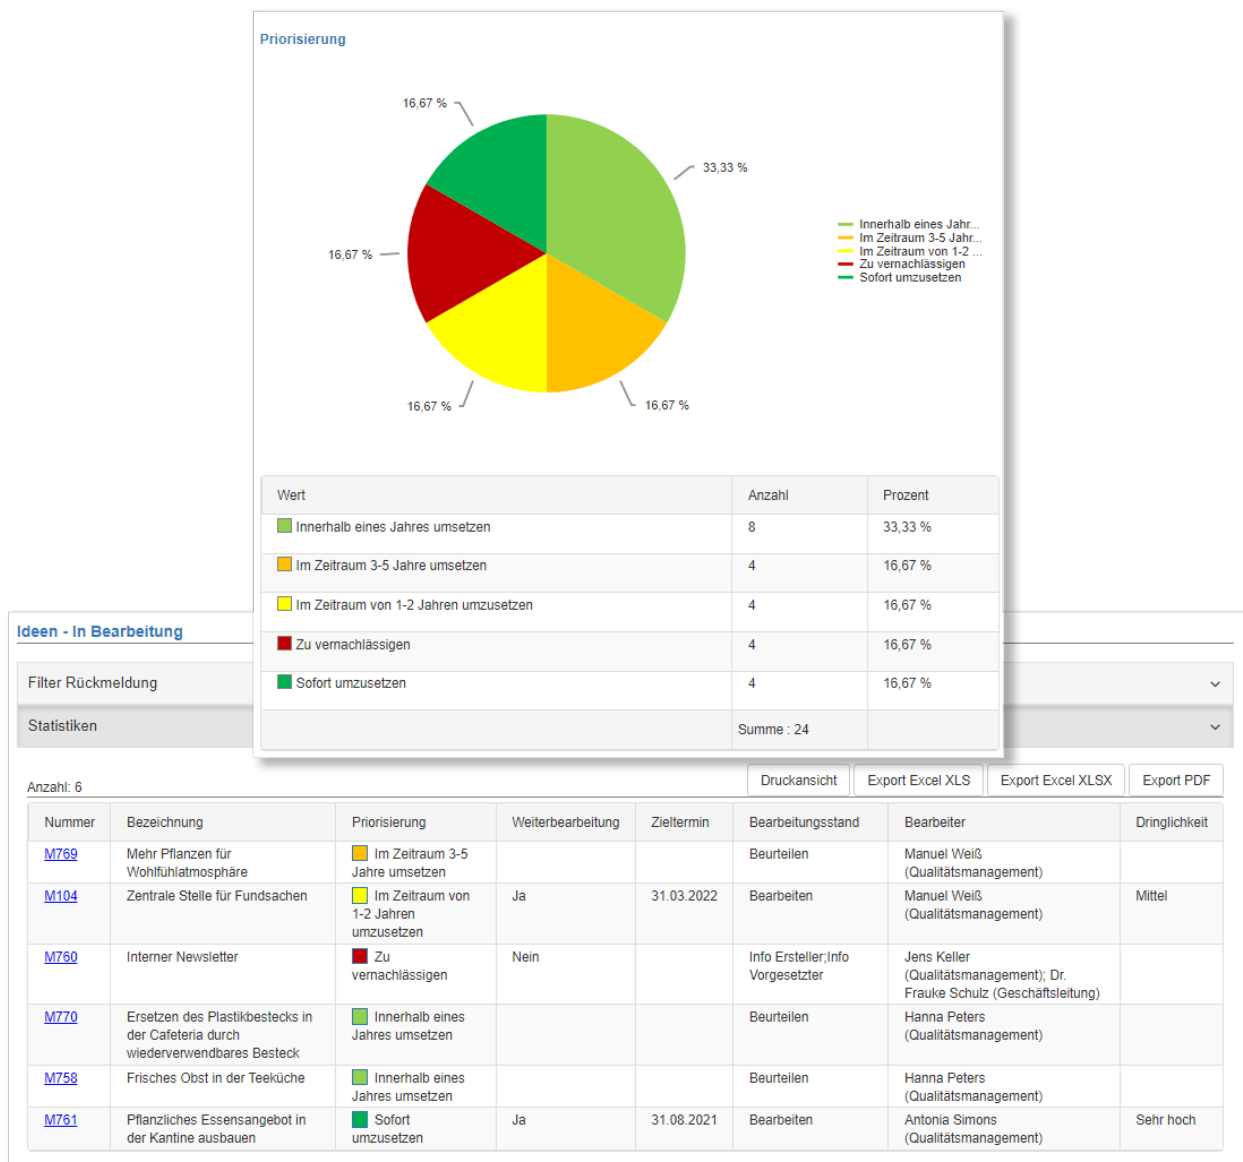 Priorisierung
16,67 %
33,33 %
16,67 %
16,67 %
16,67 %
Innerhalb eines Jahr...
Im Zeitraum 3-5 Jahr...
Im Zeitraum von 1-2 ...
Zu vernachlässigen
Sofort umzusetzen
Wert Anzahl Prozent
Innerhalb eines Jahres umsetzen 8 33,33 %
Im Zeitraum 3-5 Jahre umsetzen 4 16,67 %
Im Zeitraum von 1-2 Jahren umzusetzen 4 16,67 %
Zu vernachlässigen 4 16,67 %
Sofort umzusetzen 4 16,67 %
Summe : 24
Ideen - In Bearbeitung
Filter Rückmeldung
Statistiken
Anzahl: 6
Druckansicht Export Excel XLS Export Excel XLSX Export PDF
Nummer Bezeichnung Priorisierung Weiterbearbeitung Zieltermin Bearbeitungsstand Bearbeiter Dringlichkeit
M769 Mehr Pflanzen für Im Zeitraum 3-5 Beurteilen Manuel Weiß
Wohlfühlatmosphäre Jahre umsetzen (Qualitätsmanagement)
M104 Zentrale Stelle für Fundsachen Im Zeitraum von Ja 31.03.2022 Bearbeiten Manuel Weiß Mittel
1-2 Jahren (Qualitätsmanagement)
umzusetzen
M760 Interner Newsletter Zu Nein Info Ersteller;Info Jens Keller
vernachlässigen Vorgesetzter (Qualitätsmanagement); Dr.
Frauke Schulz (Geschäftsleitung)
M770 Ersetzen des Plastikbestecks in Innerhalb eines Beurteilen Hanna Peters
der Cafeteria durch Jahres umsetzen (Qualitätsmanagement)
wiederverwendbares Besteck
M758 Frisches Obst in der Teeküche Innerhalb eines Beurteilen Hanna Peters
Jahres umsetzen (Qualitätsmanagement)
M761 Pflanzliches Essensangebot in Sofort Ja 31.08.2021 Bearbeiten Antonia Simons Sehr hoch
der Kantine ausbauen umzusetzen (Qualitätsmanagement)